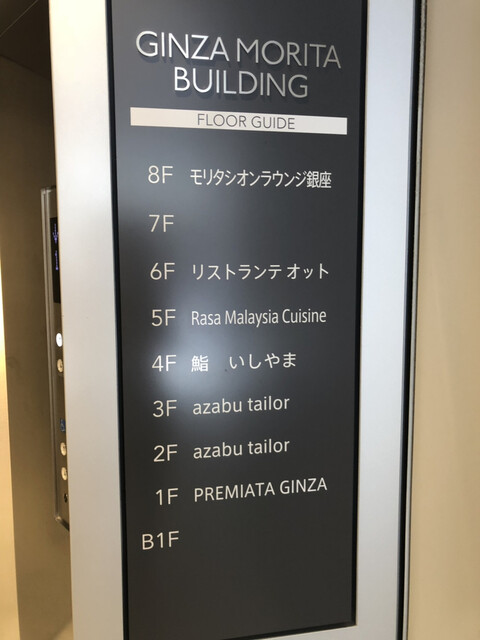 GINZA MORITA
BUILDING
FLOOR GUIDE
8F モリタシオンラウンジ銀座
7F
6F リストランテ オット
5F Rasa Malaysia Cuisine
4F 鮨 いしやま
3F azabu tailor
2F azabu tailor
1F PREMIATA GINZA
B1F